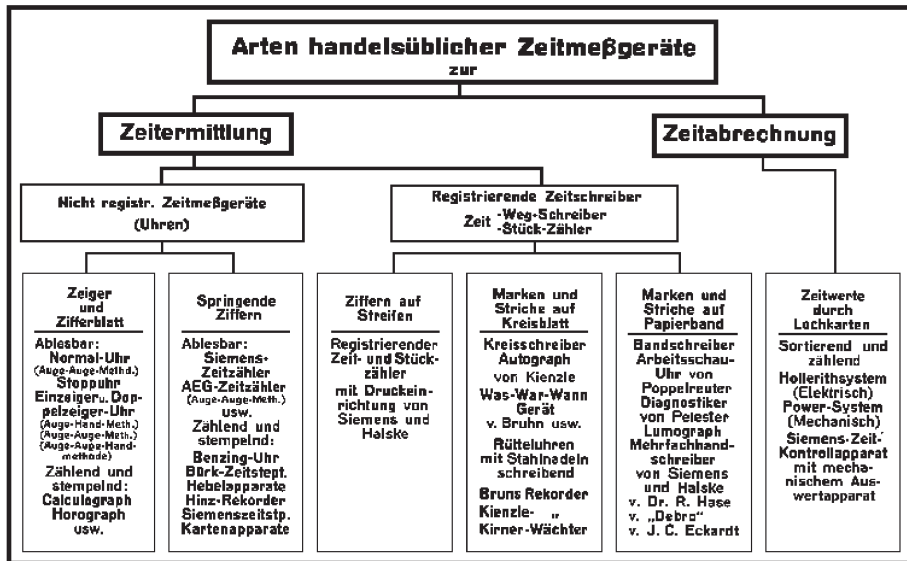 Arten handelsüblicher Zeitmeßgeräte
zur
Zeitermittlung
Zeitabrechnung
Nicht registr. Zeitmeßgeräte
(Uhren)
Registrierende Zeitschreiber
Zeit -Weg-Schreiber
-Stück-Zähler
Zeiger
und
Zifferblatt
Ablesbar:
Normal-Uhr
(Auge-Auge-Methd.)
Stoppuhr
Einzeiger u. Dop-
pelzeiger-Uhr
(Auge-Hand-Meth.)
(Auge-Auge-Meth.)
(Auge-Auge-Hand-
methode)
Zählend und
stempelnd:
Calculograph
Horograph
usw.
Springende
Ziffern
Ablesbar:
Siemens-
Zeitzähler
AEG-Zeitzähler
(Auge-Auge-Meth.)
usw.
Zählend und
stempelnd:
Benzing-Uhr
Bürk-Zeitstept.
Hebelapparate
Hinz-Rekorder
Siemenszeitstp.
Kartenapparate
Ziffern auf
Streifen
Registrierender
Zeit- und Stück-
zähler
mit Druckein-
richtung von
Siemens und
Halske
Marken und
Striche auf
Kreisblatt
Kreisschreiber
Autograph
von Kienzle
Was-War-Wann
Gerät
v. Bruhn usw.
Rütteluhren
mit Stahlnadeln
schreibend
Bruns Rekorder
Kienzle- „
Kirner-Wächter
Marken und
Striche auf
Papierband
Bandschreiber
Arbeitsschau-
Uhr von
Poppelreuter
Diagnostiker
von Peiester
Lumograph
Mehrfachhand-
schreiber
von Siemens
und Halske
v. Dr. R. Hase
v. „Debro“
v. J. C. Eckardt
Zeitwerte
durch
Lochkarten
Sortierend und
zählend
Hollerithsystem
(Elektrisch)
Power-System
(Mechanisch)
Siemens-Zeit-
Kontrollapparat
mit mecha-
nischem Aus-
wertapparat